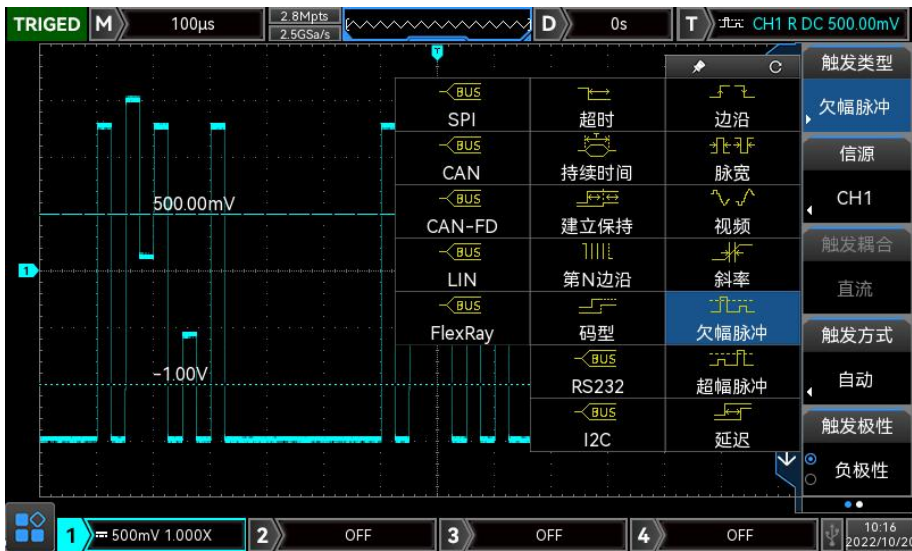 TRIGED
M
100μs
2.8Mpts
2.5GSa/s
D
0s
T
CH1 R DC 500.00mV
T
BUS
SPI
超时
边沿
BUS
CAN
持续时间
脉宽
BUS
CAN-FD
建立保持
视频
BUS
LIN
第N边沿
斜率
BUS
FlexRay
码型
欠幅脉冲
BUS
RS232
超幅脉冲
BUS
I2C
延迟
500.00mV
1
-1.00V
触发类型
欠幅脉冲
信源
CH1
触发耦合
直流
触发方式
自动
触发极性
负极性
1
500mV 1.000X
2
OFF
3
OFF
4
OFF
10:16
2022/10/20